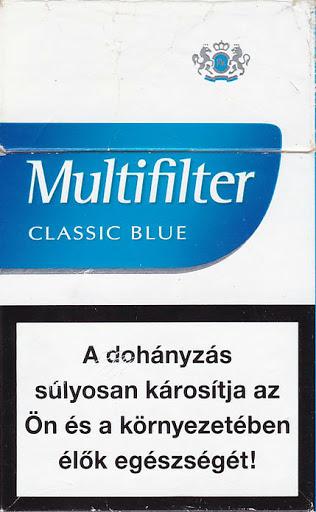 Multifilter
CLASSIC BLUE
A dohányzás
súlyosan károsítja az
Ön és a környezetében
élők egészségét!